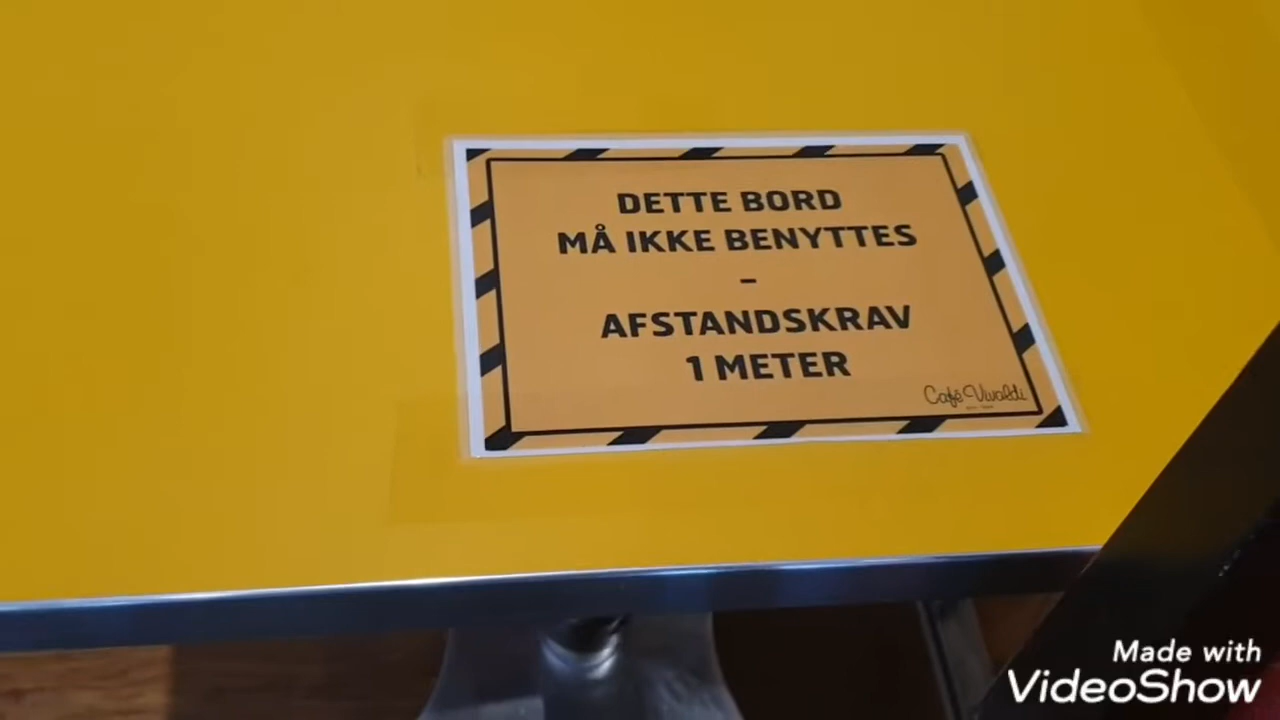 DETTE BORD
MÅ IKKE BENYTTES
-
AFSTANDSKRAV
1 METER
Café Vivaldi
Made with
VideoShow